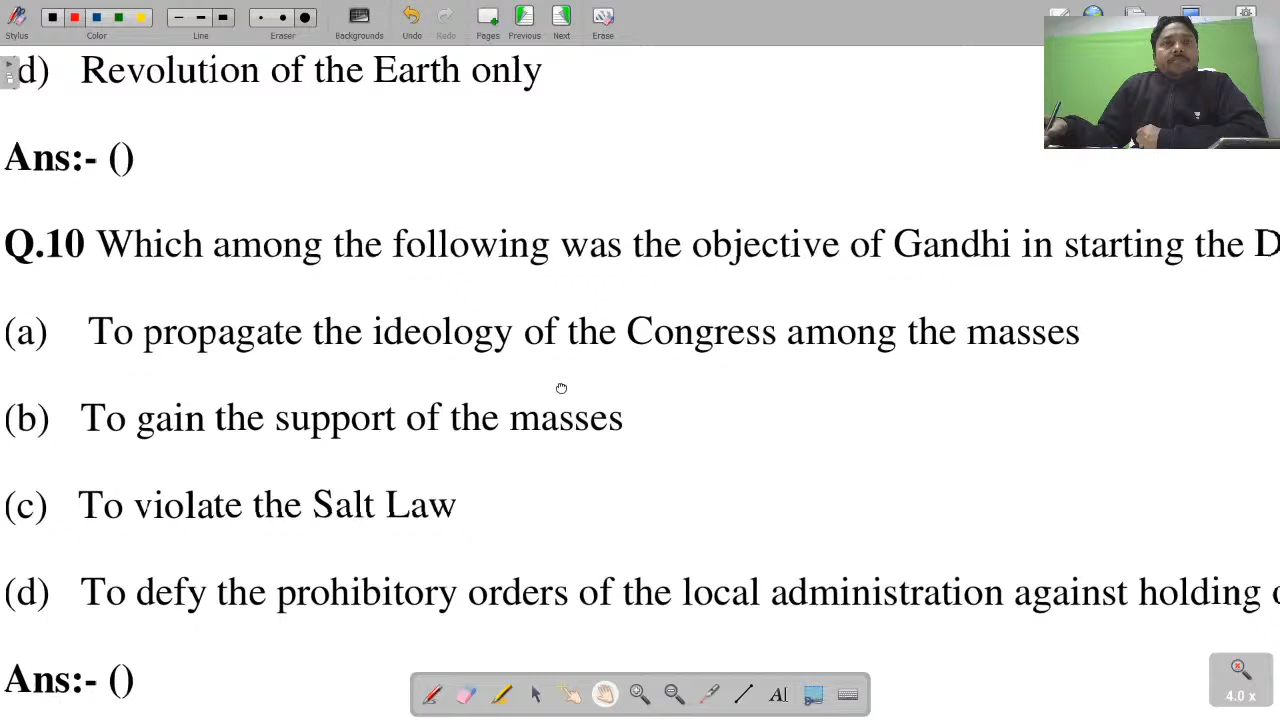 Stylus
Color
Line
Eraser
Backgrounds
Undo
Redo
Pages
Previous
Next
Erase
d) Revolution of the Earth only
Ans:- ()
Q.10 Which among the following was the objective of Gandhi in starting the D
(a) To propagate the ideology of the Congress among the masses
(b) To gain the support of the masses
(c) To violate the Salt Law
(d) To defy the prohibitory orders of the local administration against holding o
Ans:- ()
AI
4.0 x